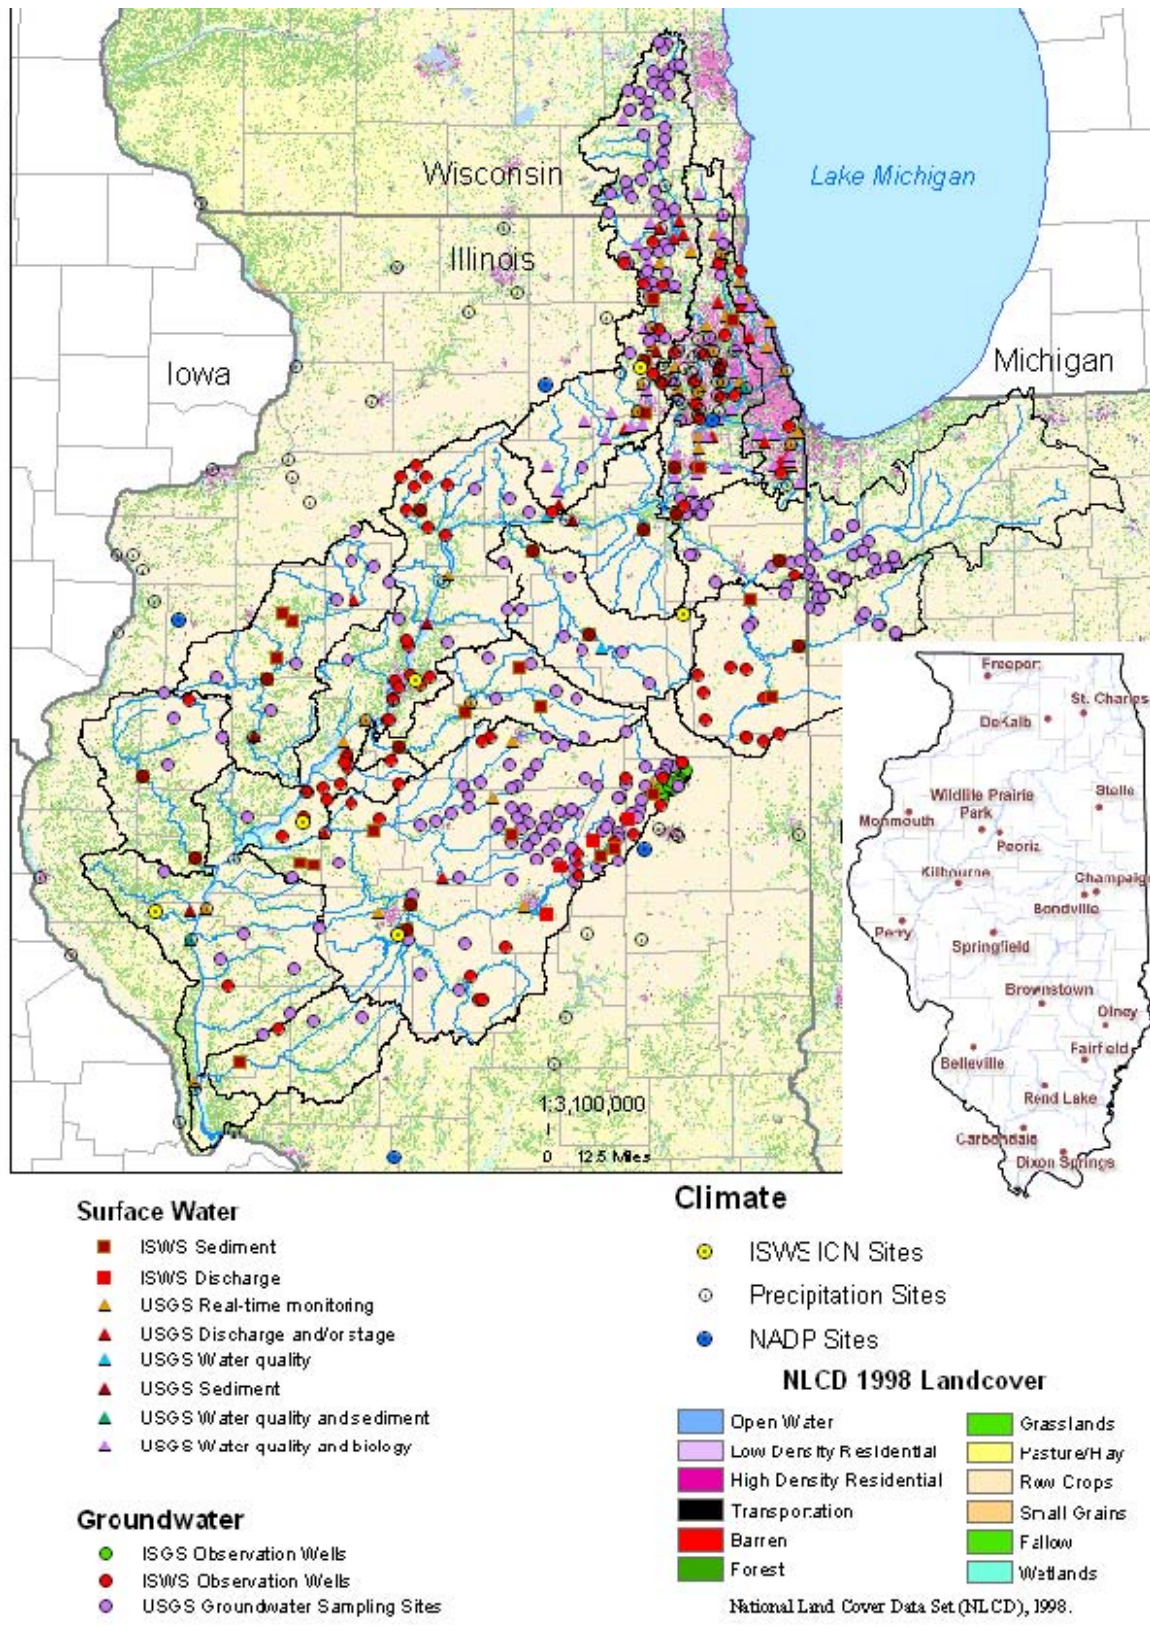 Wisconsin
Lake Michigan
Illinois
Iowa
Michigan
1:3,100,000
0 12.5 Miles
Freeport
St. Charles
DeKalb
Stelle
Wildlife Prairie
Park
Monmouth
Peoria
Kilbourne
Champaign
Bondville
Perry
Springfield
Brownstown
Olney
Fairfield
Belleville
Rend Lake
Carbondale
Dixon Springs
Surface Water
ISWS Sediment
ISWS Discharge
USGS Real-time monitoring
USGS Discharge and/or stage
USGS Water quality
USGS Sediment
USGS Water quality and sediment
USGS Water quality and biology
Groundwater
ISGS Observation Wells
ISWS Observation Wells
USGS Groundwater Sampling Sites
Climate
ISWS ICN Sites
Precipitation Sites
NADP Sites
NLCD 1998 Landcover
Open Water
Low Density Residential
High Density Residential
Transportation
Barren
Forest
Grasslands
Pasture/Hay
Row Crops
Small Grains
Fallow
Wetlands
National Land Cover Data Set (NLCD), 1998.